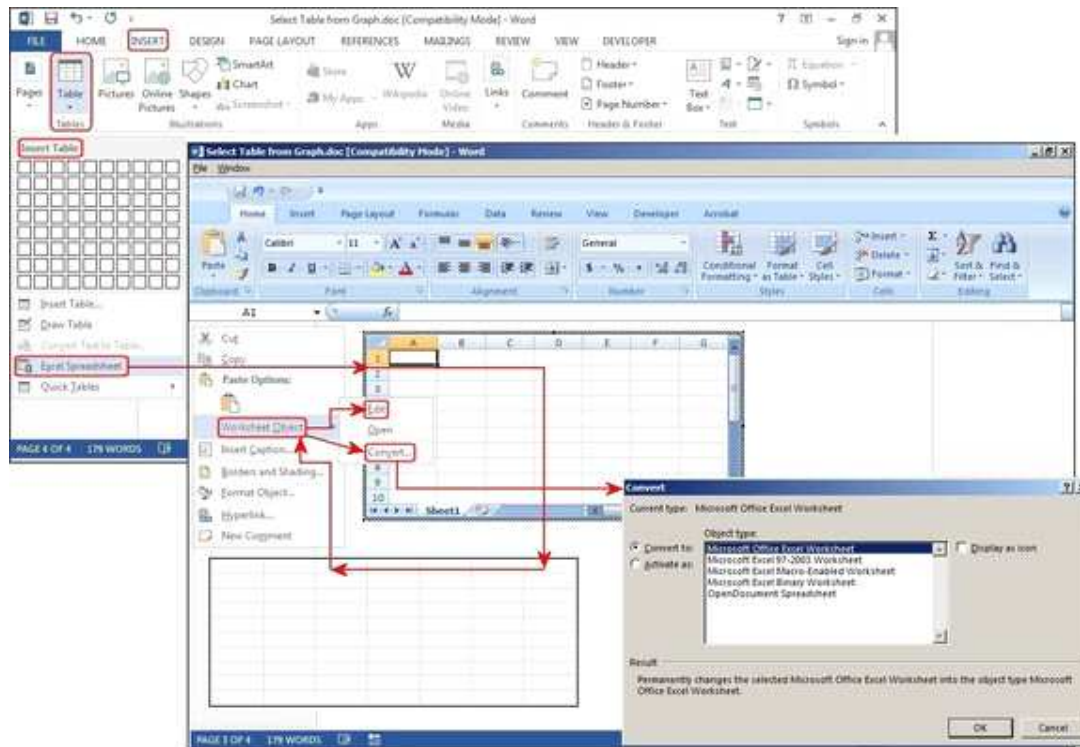 Select Table from Graph.doc [Compatibility Mode] - Word
FILE HOME INSERT DESIGN PAGE LAYOUT REFERENCES MAILINGS REVIEW VIEW DEVELOPER Sign in
Pages Table Pictures Online Pictures Shapes SmartArt Chart Screenshot Store My Apps Wikipedia Online Video Links Comment Header Footer Page Number Text Box Equation Symbol
Tables Illustrations Apps Media Comments Header & Footer Text Symbols
Insert Table
Insert Table...
Draw Table
Convert Text to Table...
Excel Spreadsheet
Quick Tables
PAGE 4 OF 4 179 WORDS
Select Table from Graph.doc [Compatibility Mode] - Word
File Window
Home Insert Page Layout Formulas Data Review View Developer Acrobat
Paste Calibri 11 General Conditional Formatting Format as Table Cell Styles Insert Delete Format Sort & Filter Find & Select
B I U $ % ,
Clipboard Font Alignment Number Styles Cells Editing
A1 fx
Cut
Copy
Paste Options:
Worksheet Object
Insert Caption...
Borders and Shading...
Format Object...
Hyperlink...
New Comment
A B C D E F G
1
2
3
Edit
Open
Convert...
8
9
10
Sheet1
PAGE 3 OF 4 179 WORDS
Convert
Current type: Microsoft Office Excel Worksheet
Object type:
Convert to:
Activate as:
Microsoft Office Excel Worksheet
Microsoft Excel 97-2003 Worksheet
Microsoft Excel Macro-Enabled Worksheet
Microsoft Excel Binary Worksheet
OpenDocument Spreadsheet
Display as icon
Result
Permanently changes the selected Microsoft Office Excel Worksheet into the object type Microsoft
Office Excel Worksheet.
OK Cancel